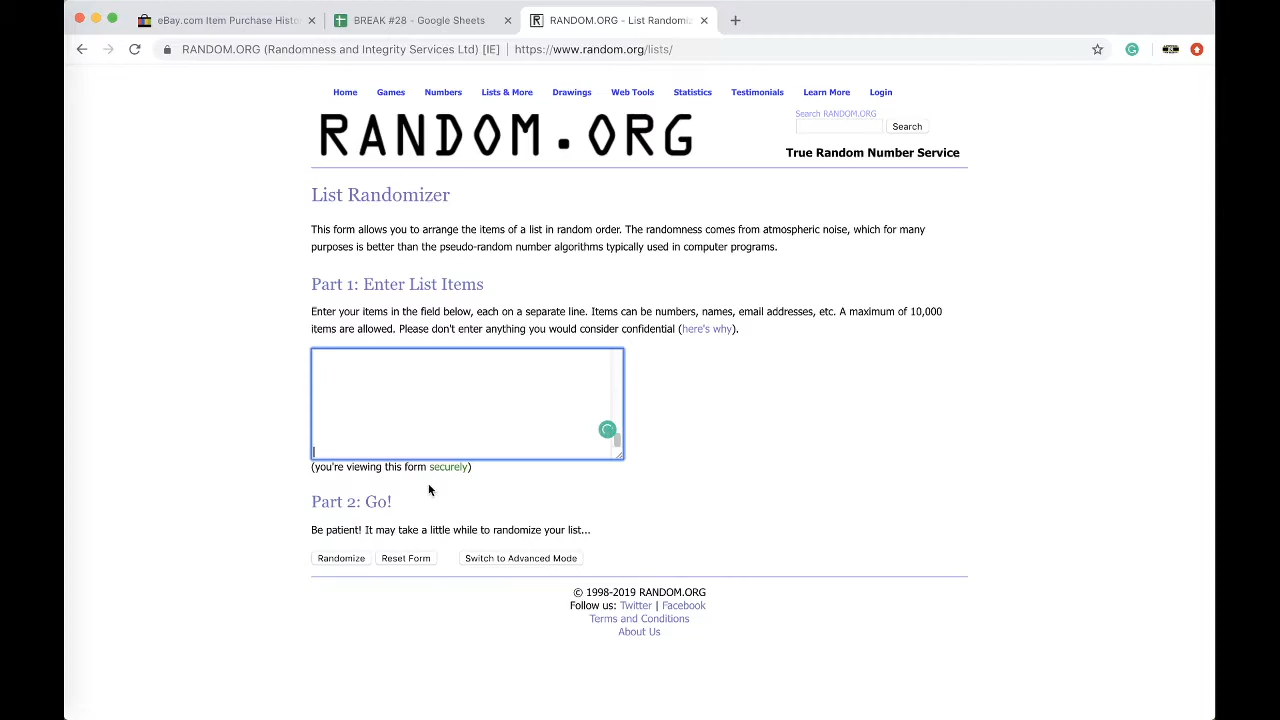 eBay.com Item Purchase Histo
BREAK #28 - Google Sheets
RANDOM.ORG - List Randomiz
RANDOM.ORG (Randomness and Integrity Services Ltd) [IE]
https://www.random.org/lists/
Home Games Numbers Lists & More Drawings Web Tools Statistics Testimonials Learn More Login
RANDOM.ORG
Search RANDOM.ORG
Search
True Random Number Service
List Randomizer
This form allows you to arrange the items of a list in random order. The randomness comes from atmospheric noise, which for many
purposes is better than the pseudo-random number algorithms typically used in computer programs.
Part 1: Enter List Items
Enter your items in the field below, each on a separate line. Items can be numbers, names, email addresses, etc. A maximum of 10,000
items are allowed. Please don't enter anything you would consider confidential (here's why).
(you're viewing this form securely)
Part 2: Go!
Be patient! It may take a little while to randomize your list...
Randomize Reset Form Switch to Advanced Mode
© 1998-2019 RANDOM.ORG
Follow us: Twitter | Facebook
Terms and Conditions
About Us